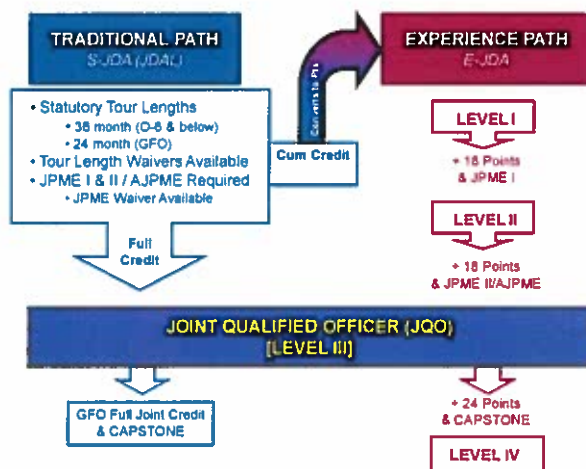 TRADITIONAL PATH
S-JDA (JDAL)
• Statutory Tour Lengths
• 36 month (O-6 & below)
• 24 month (GFO)
• Tour Length Waivers Available
• JPME I & II / AJPME Required
• JPME Waiver Available
Full
Credit
Cum Credit
Converts to Pts
EXPERIENCE PATH
E-JDA
LEVEL I
+ 18 Points
& JPME I
LEVEL II
+ 18 Points
& JPME II/AJPME
JOINT QUALIFIED OFFICER (JQO)
[LEVEL III]
GFO Full Joint Credit
& CAPSTONE
+ 24 Points
& CAPSTONE
LEVEL IV